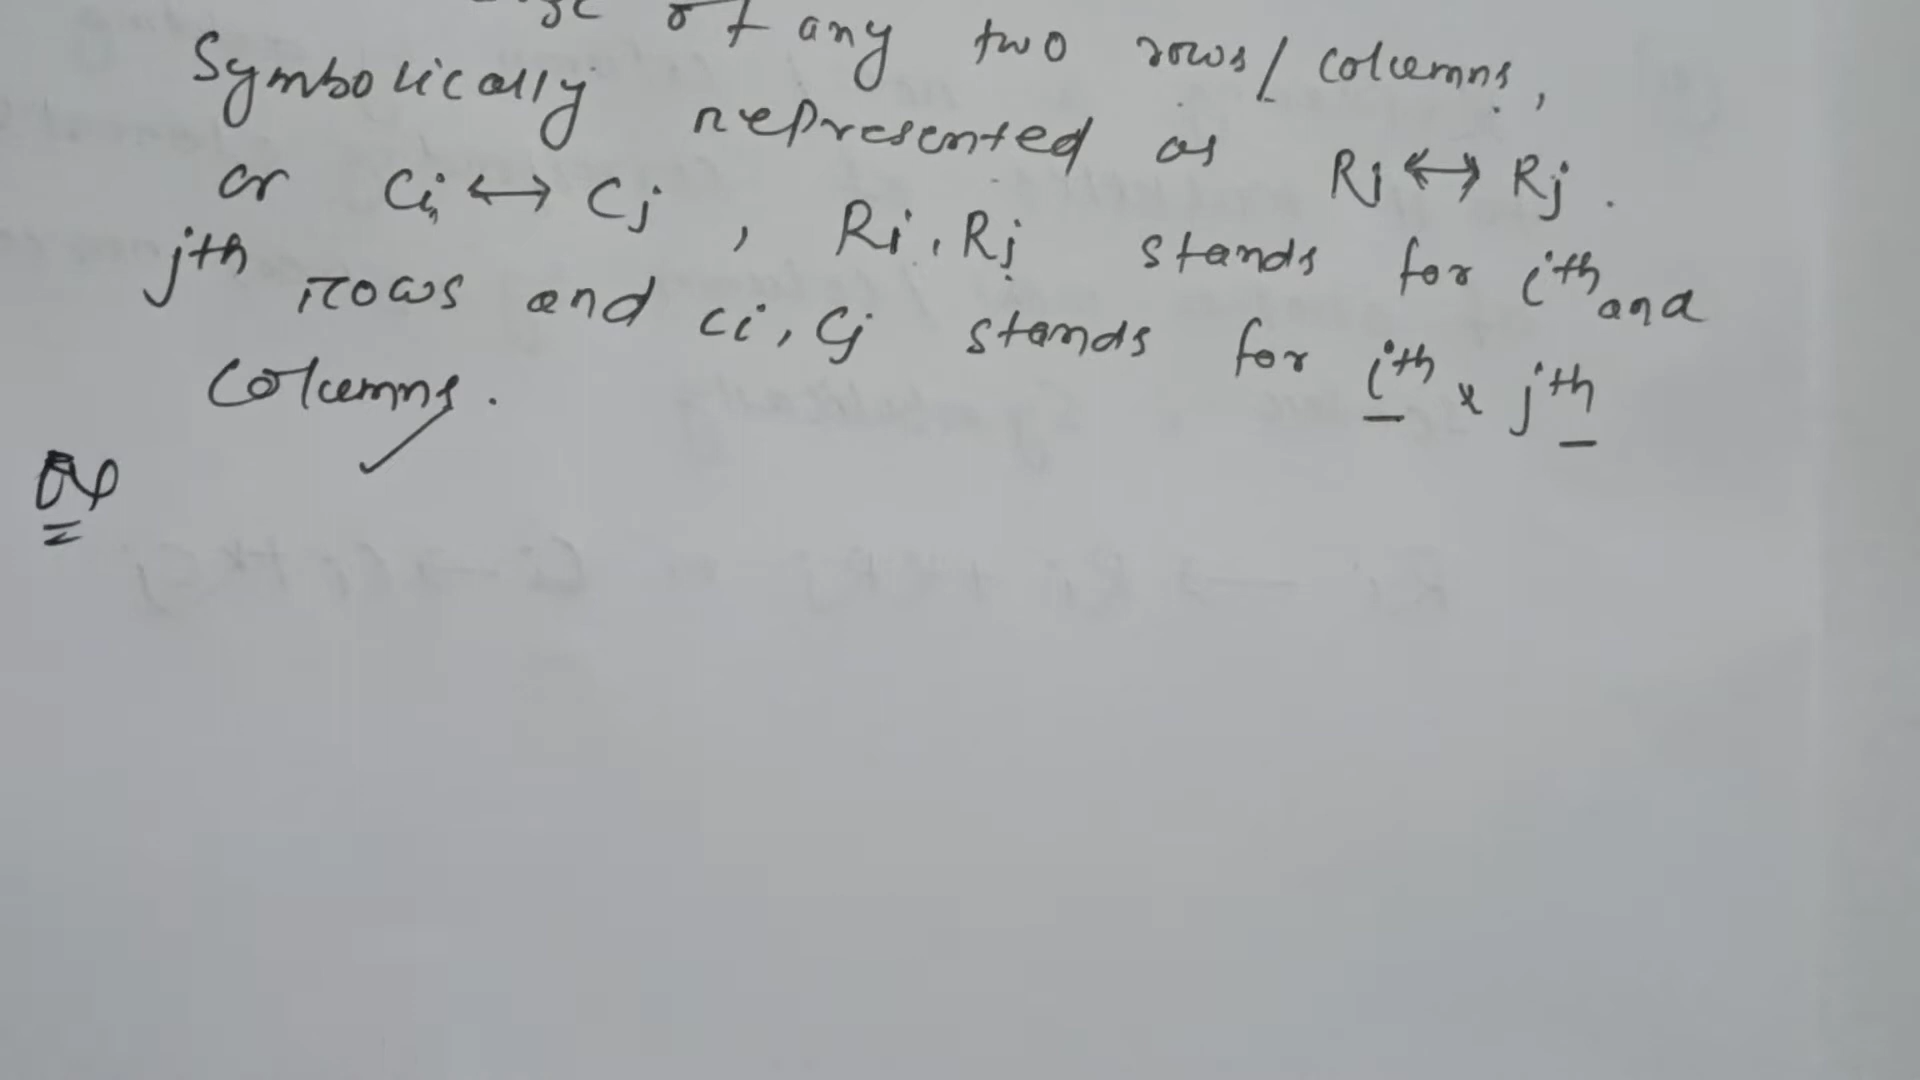 of any two rows/columns,
Symbolically represented as Ri ↔ Rj .
or Ci ↔ Cj , Ri, Rj stands for ith and
jth rows and Ci, Cj stands for ith & jth
Columns.